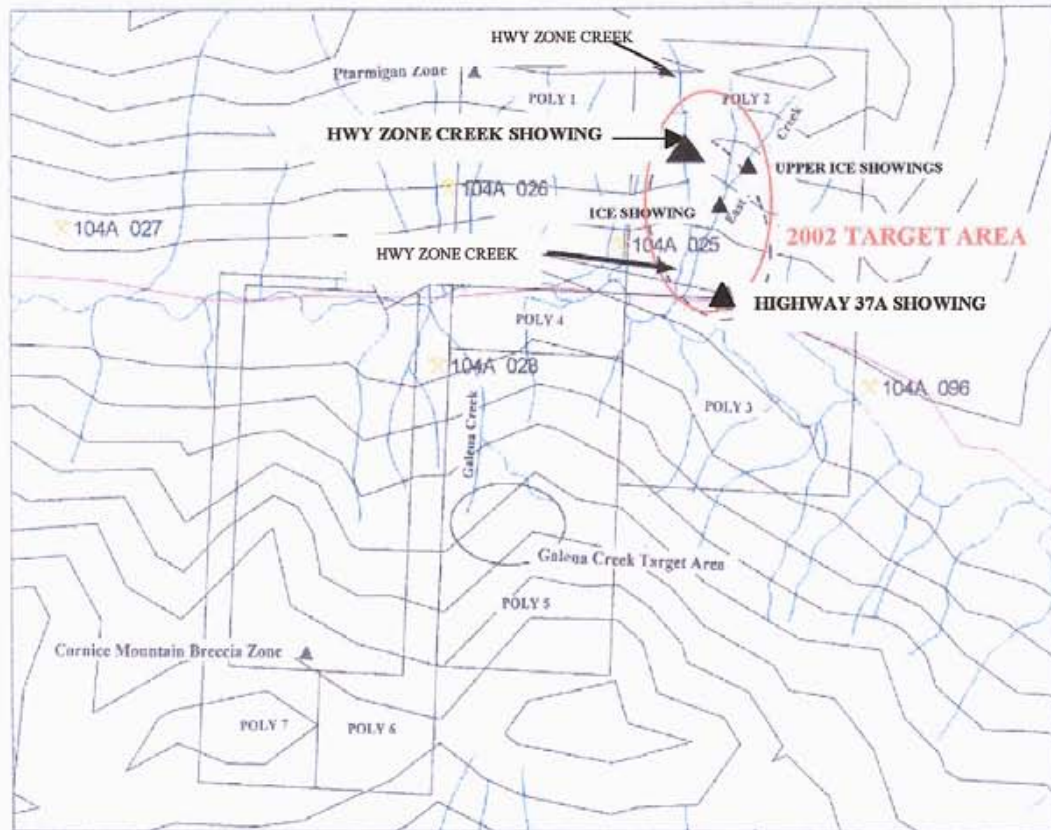 HWY ZONE CREEK
Ptarmigan Zone
POLY 1
POLY 2
HWY ZONE CREEK SHOWING
Creek
UPPER ICE SHOWINGS
104A 026
ICE SHOWING
East
104A 027
104A 025
2002 TARGET AREA
HWY ZONE CREEK
HIGHWAY 37A SHOWING
POLY 4
104A 028
104A 096
Galena Creek
POLY 3
Galena Creek Target Area
POLY 5
Cornice Mountain Breccia Zone
POLY 7
POLY 6